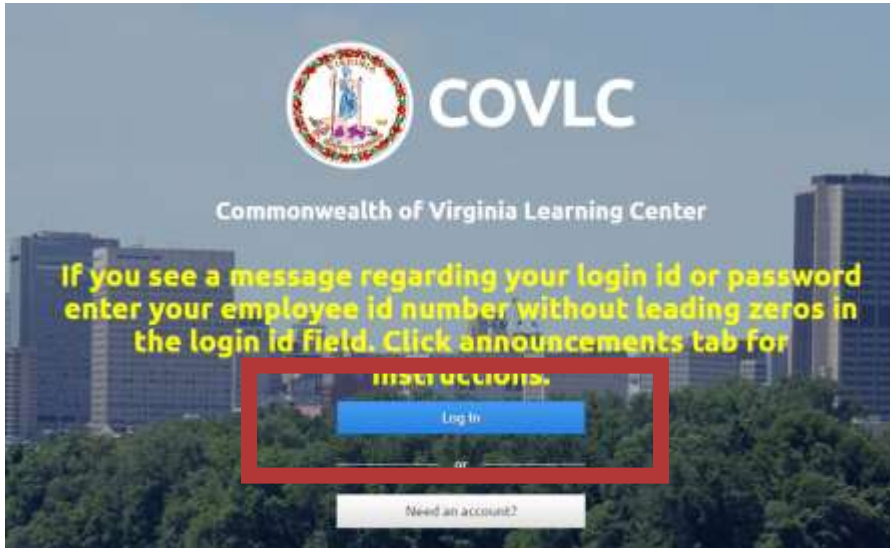 VIRGINIA
COVLC
Commonwealth of Virginia Learning Center
If you see a message regarding your login id or password
enter your employee id number without leading zeros in
the login id field. Click announcements tab for
instructions.
Log In
or
Need an account?